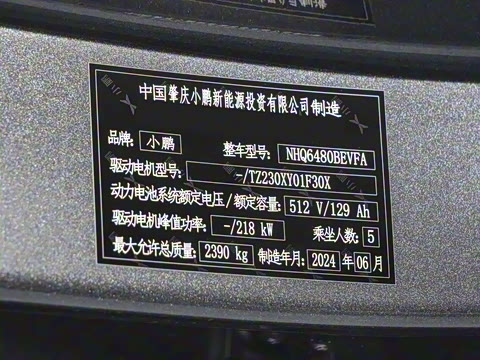 中国肇庆小鹏新能源投资有限公司制造
品牌: 小鹏 整车型号: NHQ6480BEVFA
驱动电机型号: -/TZ230XY01F30X
动力电池系统额定电压/额定容量: 512 V/129 Ah
驱动电机峰值功率: -/218 kW 乘坐人数: 5
最大允许总质量: 2390 kg 制造年月: 2024 年 06 月